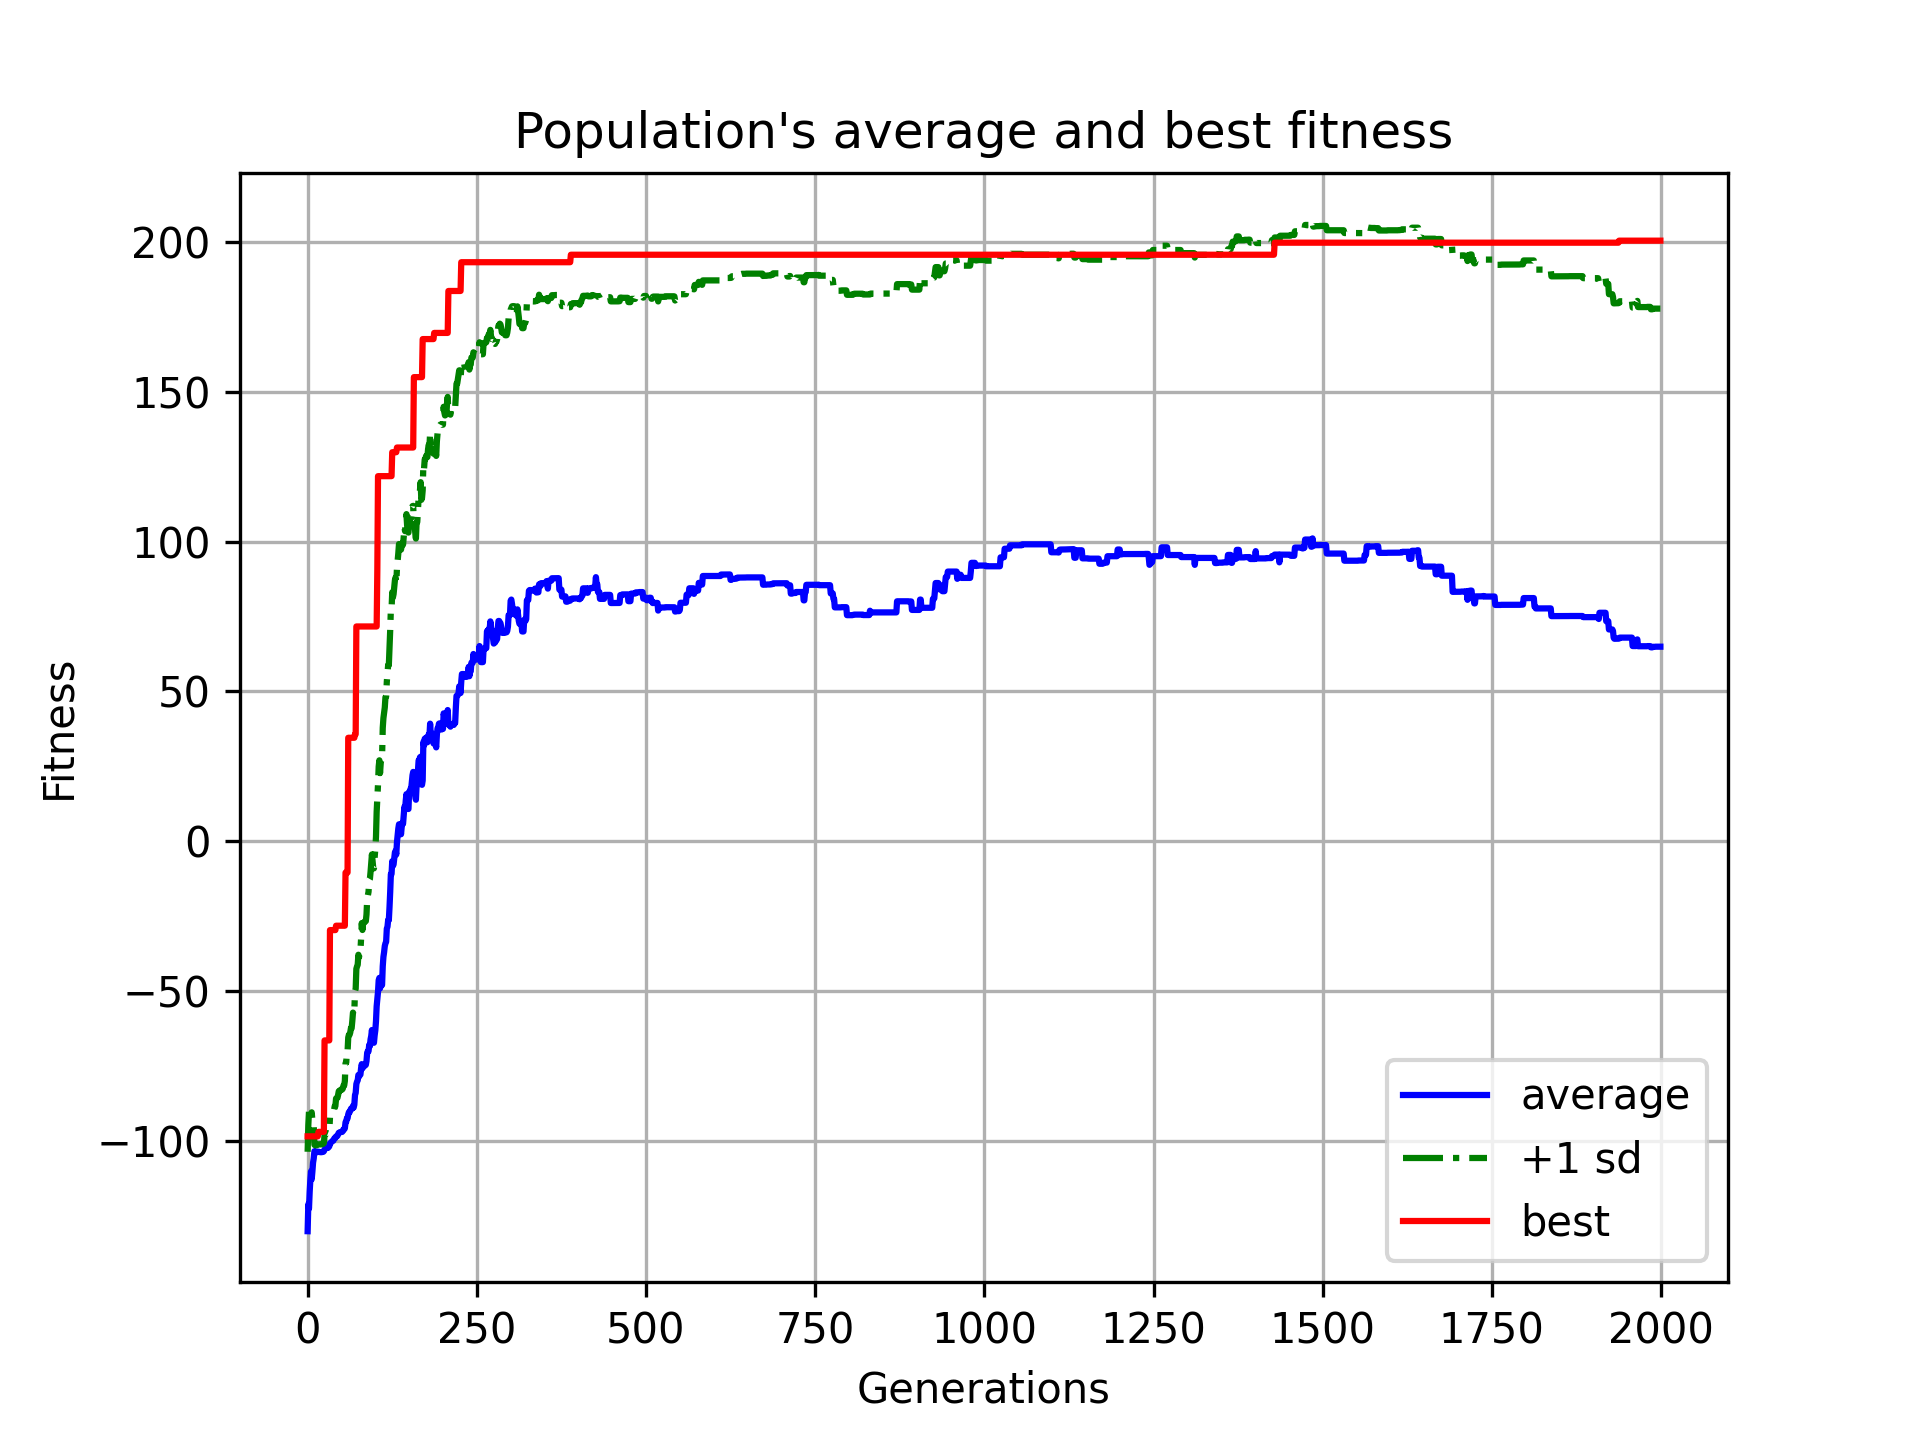 Population's average and best fitness
200
150
100
50
0
−50
−100
Fitness
0 250 500 750 1000 1250 1500 1750 2000
Generations
average
+1 sd
best